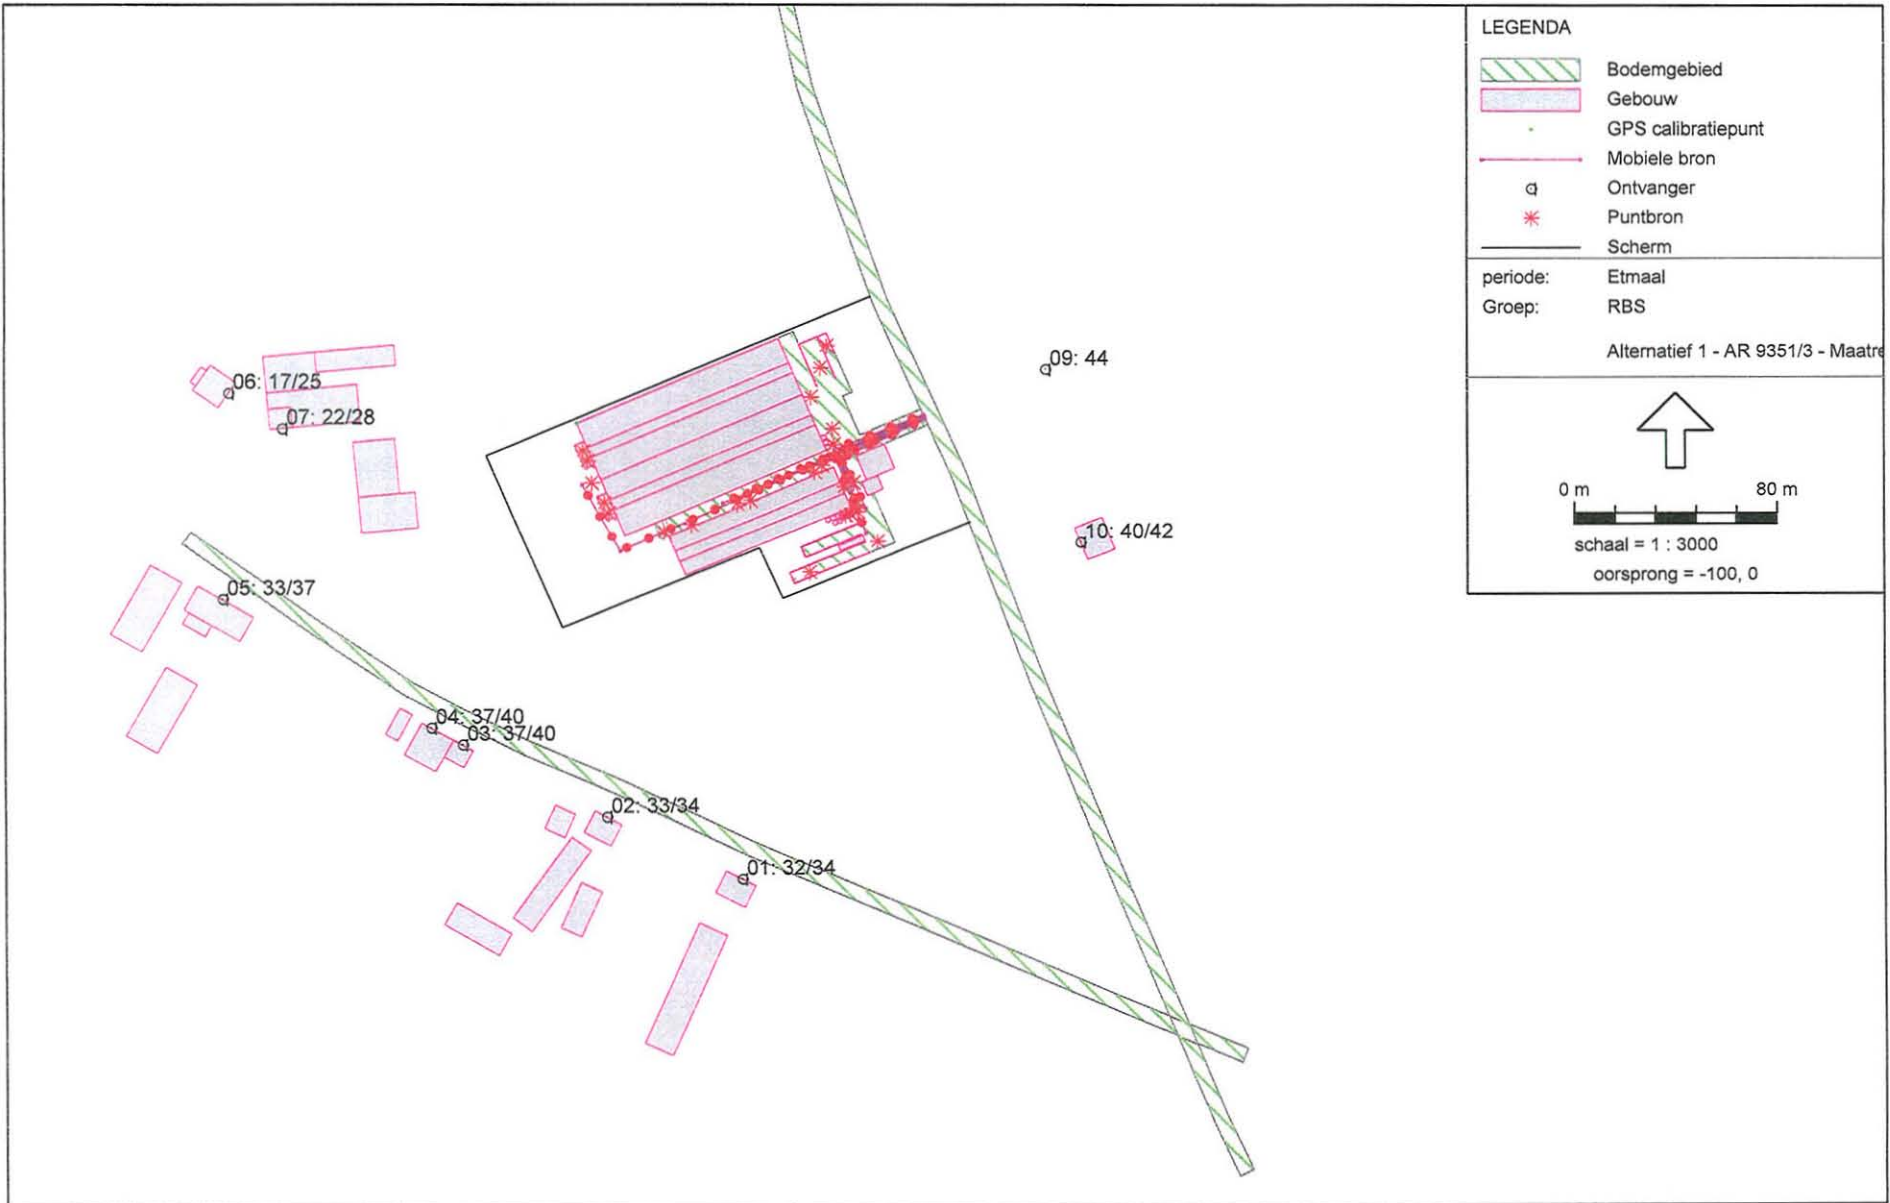 LEGENDA
Bodemgebied
Gebouw
GPS calibratiepunt
Mobiele bron
Ontvanger
Puntbron
Scherm
periode: Etmaal
Groep: RBS
Alternatief 1 - AR 9351/3 - Maatre
0 m 80 m
schaal = 1 : 3000
oorsprong = -100, 0
09: 44
06: 17/25
07: 22/28
10: 40/42
05: 33/37
04: 37/40
03: 37/40
02: 33/34
01: 32/34